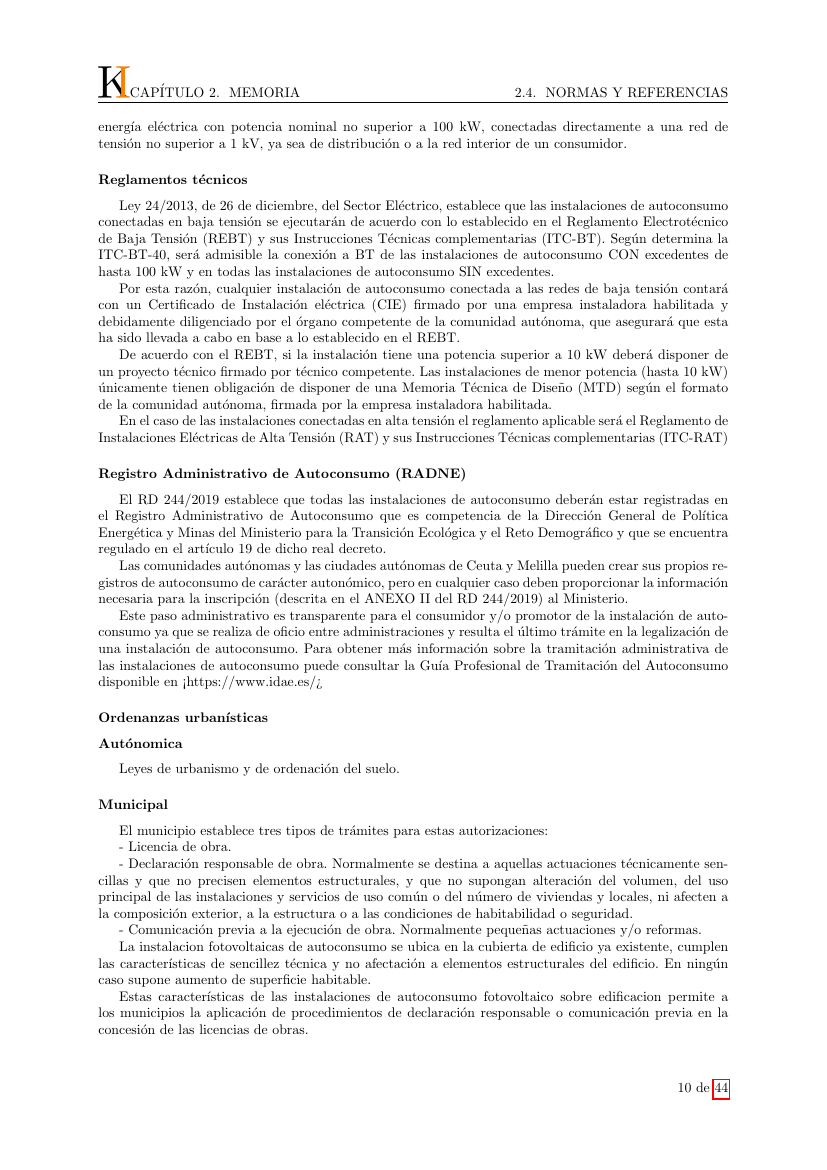 KI CAPÍTULO 2. MEMORIA 2.4. NORMAS Y REFERENCIAS
energía eléctrica con potencia nominal no superior a 100 kW, conectadas directamente a una red de
tensión no superior a 1 kV, ya sea de distribución o a la red interior de un consumidor.
Reglamentos técnicos
Ley 24/2013, de 26 de diciembre, del Sector Eléctrico, establece que las instalaciones de autoconsumo
conectadas en baja tensión se ejecutarán de acuerdo con lo establecido en el Reglamento Electrotécnico
de Baja Tensión (REBT) y sus Instrucciones Técnicas complementarias (ITC-BT). Según determina la
ITC-BT-40, será admisible la conexión a BT de las instalaciones de autoconsumo CON excedentes de
hasta 100 kW y en todas las instalaciones de autoconsumo SIN excedentes.
Por esta razón, cualquier instalación de autoconsumo conectada a las redes de baja tensión contará
con un Certificado de Instalación eléctrica (CIE) firmado por una empresa instaladora habilitada y
debidamente diligenciado por el órgano competente de la comunidad autónoma, que asegurará que esta
ha sido llevada a cabo en base a lo establecido en el REBT.
De acuerdo con el REBT, si la instalación tiene una potencia superior a 10 kW deberá disponer de
un proyecto técnico firmado por técnico competente. Las instalaciones de menor potencia (hasta 10 kW)
únicamente tienen obligación de disponer de una Memoria Técnica de Diseño (MTD) según el formato
de la comunidad autónoma, firmada por la empresa instaladora habilitada.
En el caso de las instalaciones conectadas en alta tensión el reglamento aplicable será el Reglamento de
Instalaciones Eléctricas de Alta Tensión (RAT) y sus Instrucciones Técnicas complementarias (ITC-RAT)
Registro Administrativo de Autoconsumo (RADNE)
El RD 244/2019 establece que todas las instalaciones de autoconsumo deberán estar registradas en
el Registro Administrativo de Autoconsumo que es competencia de la Dirección General de Política
Energética y Minas del Ministerio para la Transición Ecológica y el Reto Demográfico y que se encuentra
regulado en el artículo 19 de dicho real decreto.
Las comunidades autónomas y las ciudades autónomas de Ceuta y Melilla pueden crear sus propios re-
gistros de autoconsumo de carácter autonómico, pero en cualquier caso deben proporcionar la información
necesaria para la inscripción (descrita en el ANEXO II del RD 244/2019) al Ministerio.
Este paso administrativo es transparente para el consumidor y/o promotor de la instalación de auto-
consumo ya que se realiza de oficio entre administraciones y resulta el último trámite en la legalización de
una instalación de autoconsumo. Para obtener más información sobre la tramitación administrativa de
las instalaciones de autoconsumo puede consultar la Guía Profesional de Tramitación del Autoconsumo
disponible en ¡https://www.idae.es/¿
Ordenanzas urbanísticas
Autónomica
Leyes de urbanismo y de ordenación del suelo.
Municipal
El municipio establece tres tipos de trámites para estas autorizaciones:
- Licencia de obra.
- Declaración responsable de obra. Normalmente se destina a aquellas actuaciones técnicamente sen-
cillas y que no precisen elementos estructurales, y que no supongan alteración del volumen, del uso
principal de las instalaciones y servicios de uso común o del número de viviendas y locales, ni afecten a
la composición exterior, a la estructura o a las condiciones de habitabilidad o seguridad.
- Comunicación previa a la ejecución de obra. Normalmente pequeñas actuaciones y/o reformas.
La instalacion fotovoltaicas de autoconsumo se ubica en la cubierta de edificio ya existente, cumplen
las características de sencillez técnica y no afectación a elementos estructurales del edificio. En ningún
caso supone aumento de superficie habitable.
Estas características de las instalaciones de autoconsumo fotovoltaico sobre edificacion permite a
los municipios la aplicación de procedimientos de declaración responsable o comunicación previa en la
concesión de las licencias de obras.
10 de 44